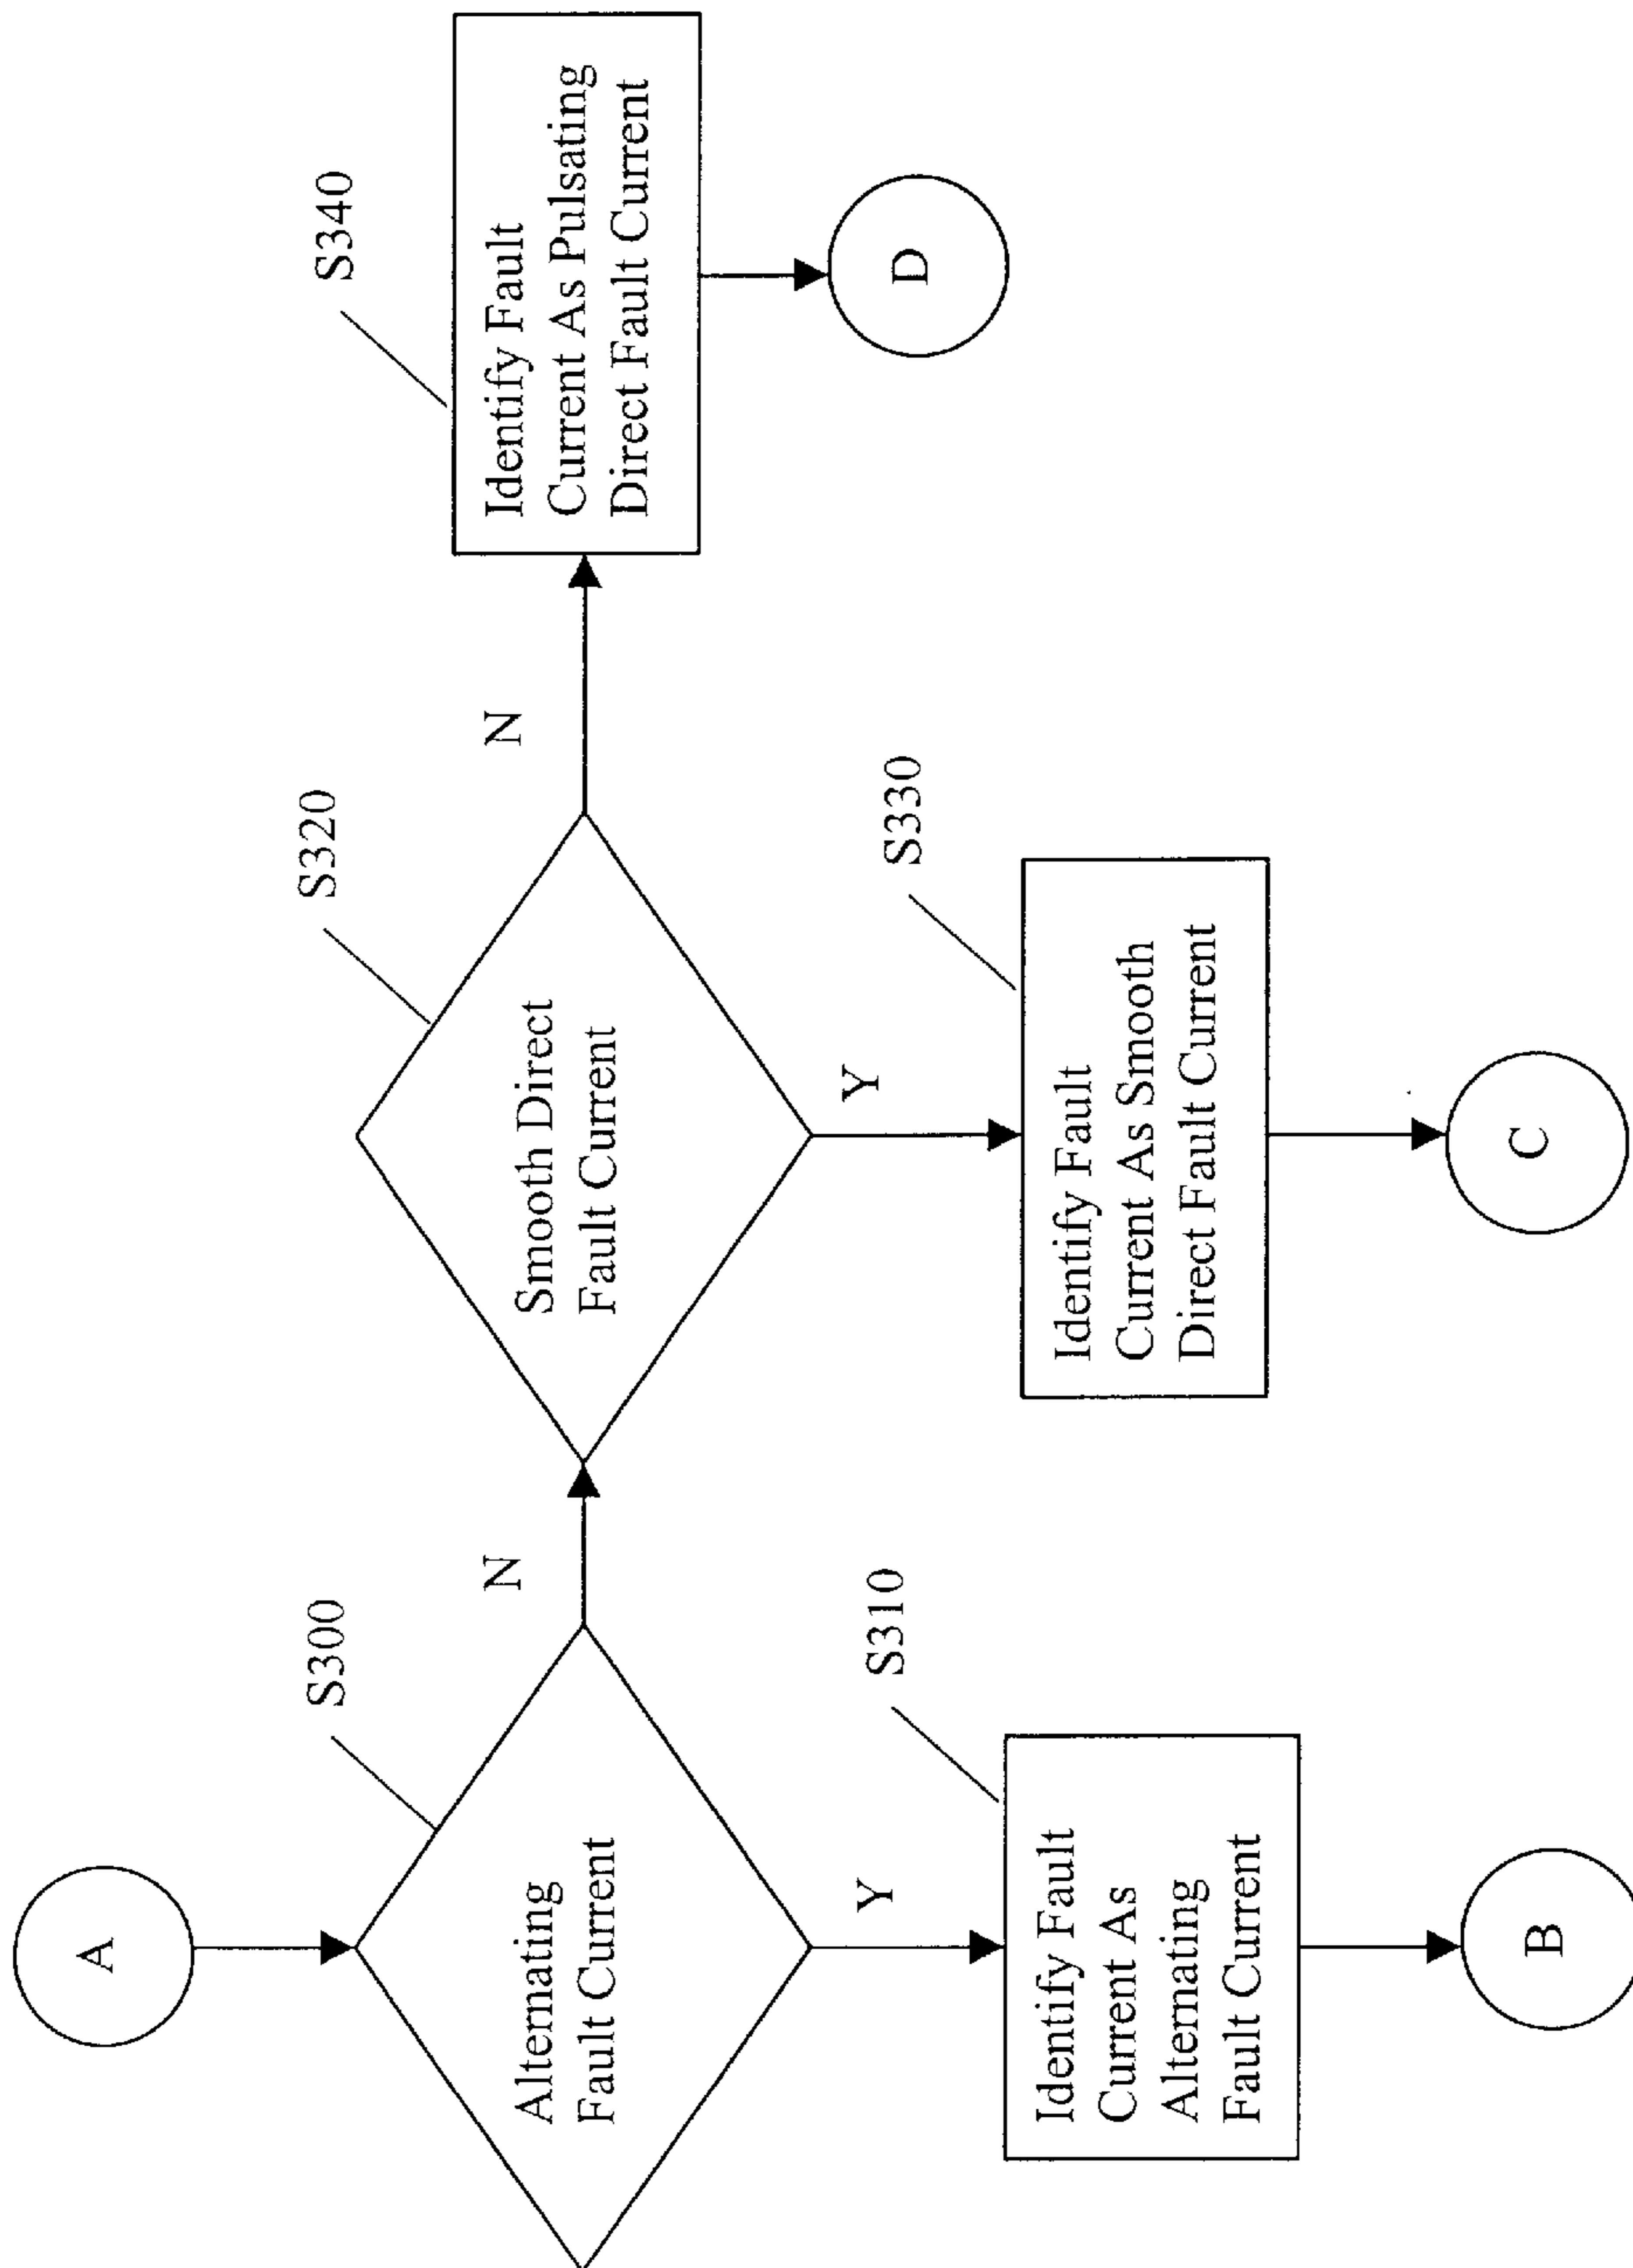 A
S300
Alternating
Fault Current
N
Y
S310
Identify Fault
Current As
Alternating
Fault Current
B
S320
Smooth Direct
Fault Current
N
Y
S330
Identify Fault
Current As Smooth
Direct Fault Current
C
S340
Identify Fault
Current As Pulsating
Direct Fault Current
D